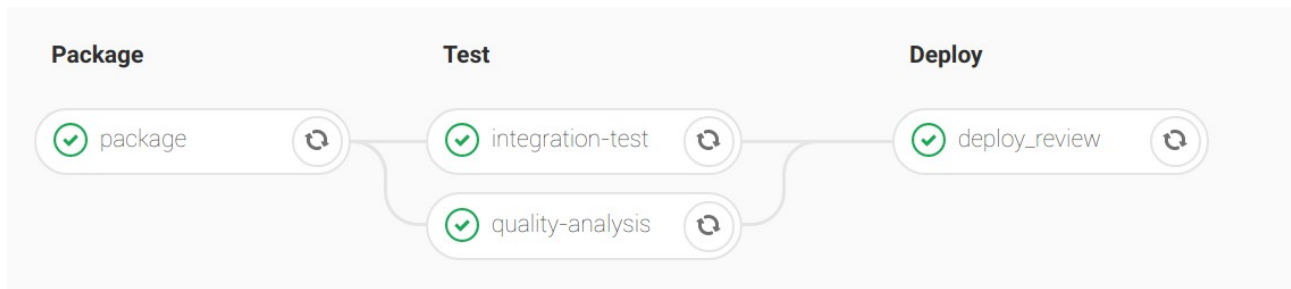 Package
Test
Deploy
package
integration-test
deploy_review
quality-analysis